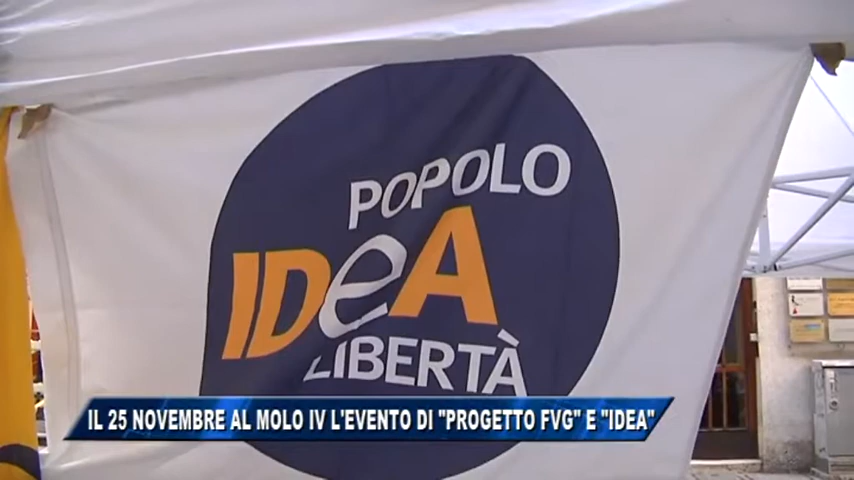 POPOLO
IDeA
LIBERTÀ
IL 25 NOVEMBRE AL MOLO IV L'EVENTO DI "PROGETTO FVG" E "IDEA"